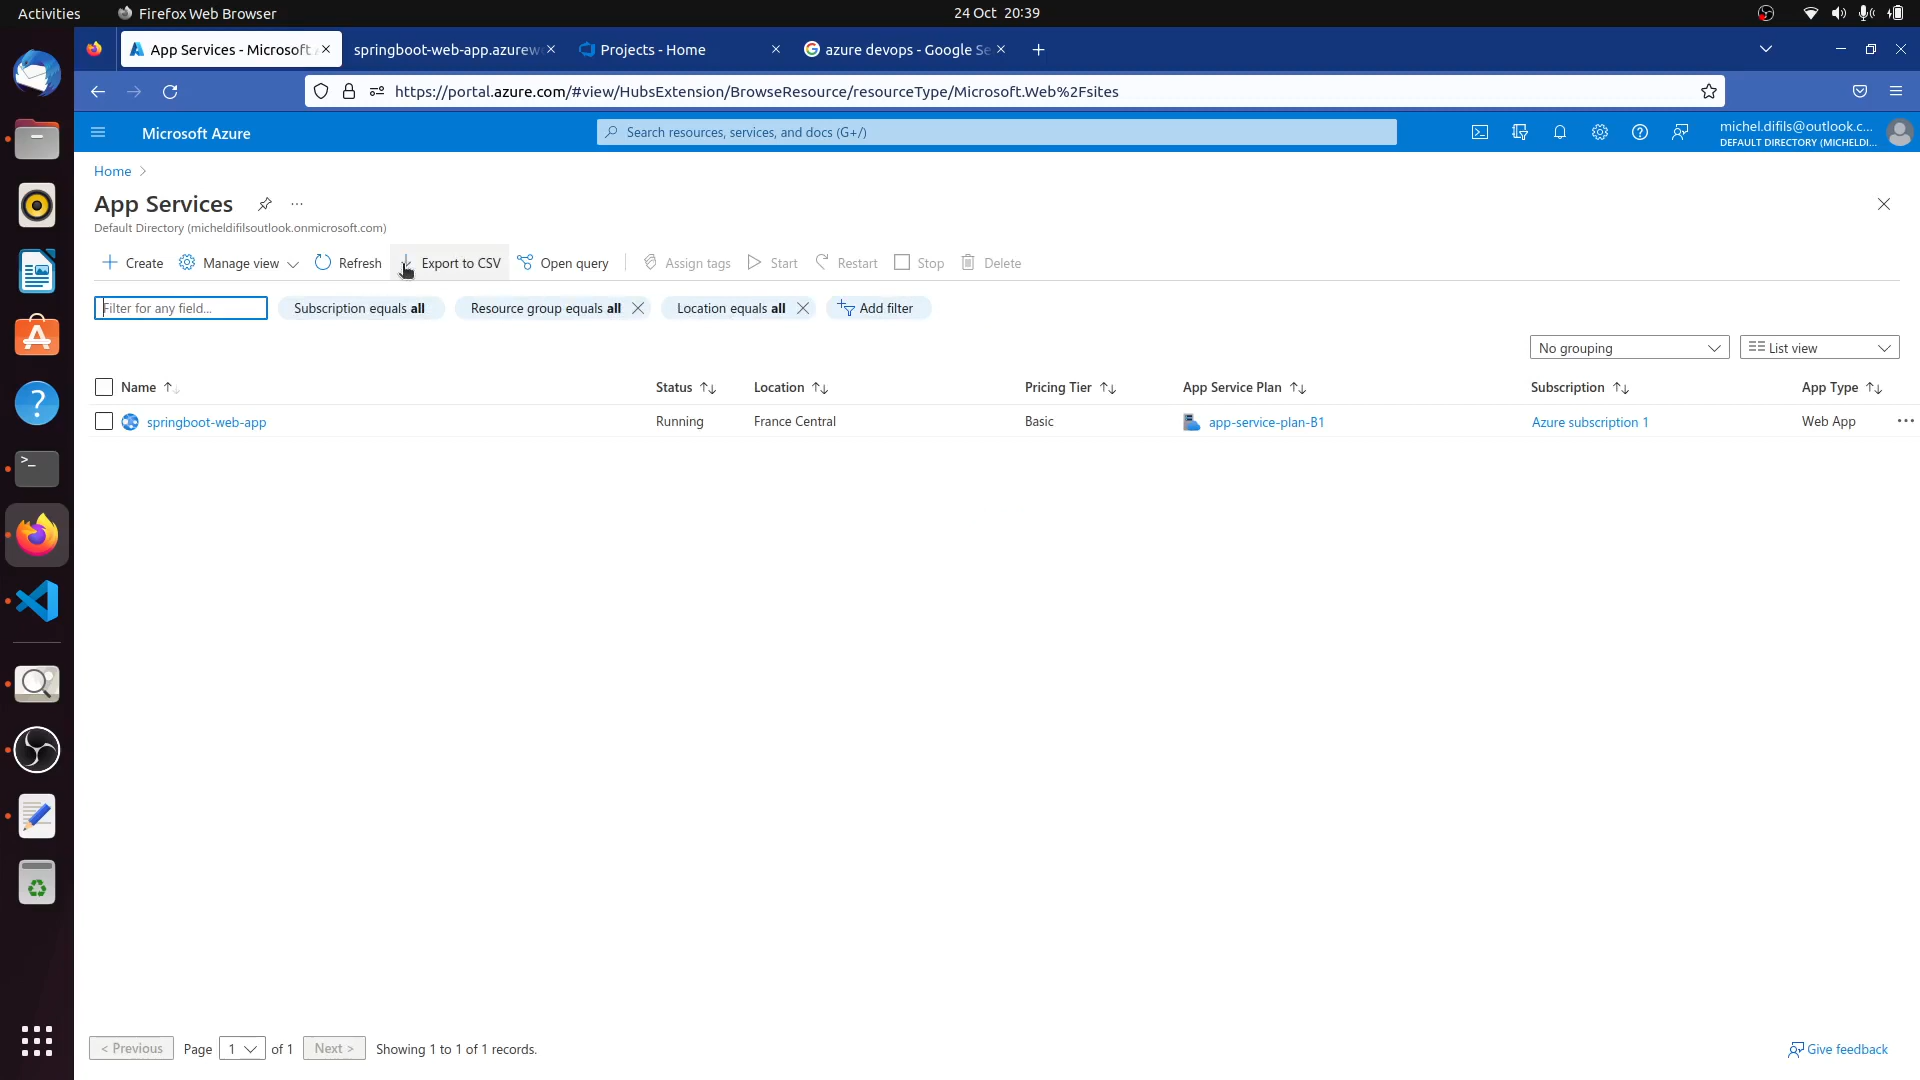 Activities
Firefox Web Browser
24 Oct 20:39
App Services - Microsoft
springboot-web-app.azurew
Projects - Home
azure devops - Google Se
https://portal.azure.com/#view/HubsExtension/BrowseResource/resourceType/Microsoft.Web%2Fsites
Microsoft Azure
Search resources, services, and docs (G+/)
michel.difils@outlook.c...
DEFAULT DIRECTORY (MICHELDI...
Home
App Services
Default Directory (micheldifilsoutlook.onmicrosoft.com)
Create
Manage view
Refresh
Export to CSV
Open query
Assign tags
Start
Restart
Stop
Delete
Filter for any field...
Subscription equals all
Resource group equals all
Location equals all
Add filter
No grouping
List view
Name
Status
Location
Pricing Tier
App Service Plan
Subscription
App Type
springboot-web-app
Running
France Central
Basic
app-service-plan-B1
Azure subscription 1
Web App
< Previous
Page
1
of 1
Next >
Showing 1 to 1 of 1 records.
Give feedback